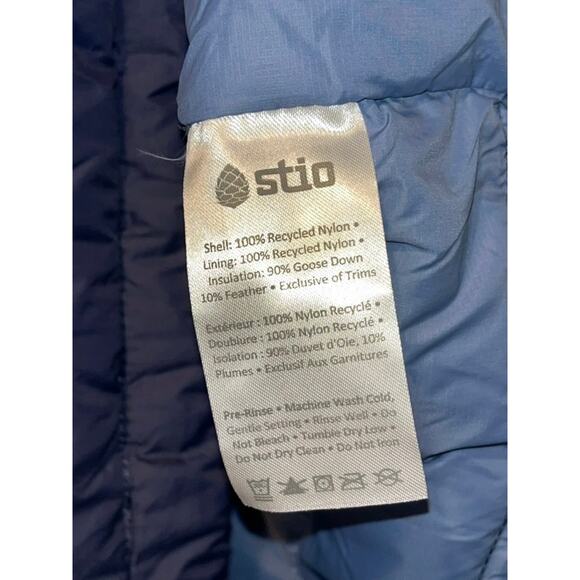 stio
Shell: 100% Recycled Nylon •
Lining: 100% Recycled Nylon •
Insulation: 90% Goose Down
10% Feather • Exclusive of Trims
Extérieur : 100% Nylon Recyclé •
Doublure : 100% Nylon Recyclé •
Isolation : 90% Duvet d'Oie, 10%
Plumes • Exclusif Aux Garnitures
Pre-Rinse • Machine Wash Cold,
Gentle Setting • Rinse Well • Do
Not Bleach • Tumble Dry Low •
Do Not Dry Clean • Do Not Iron